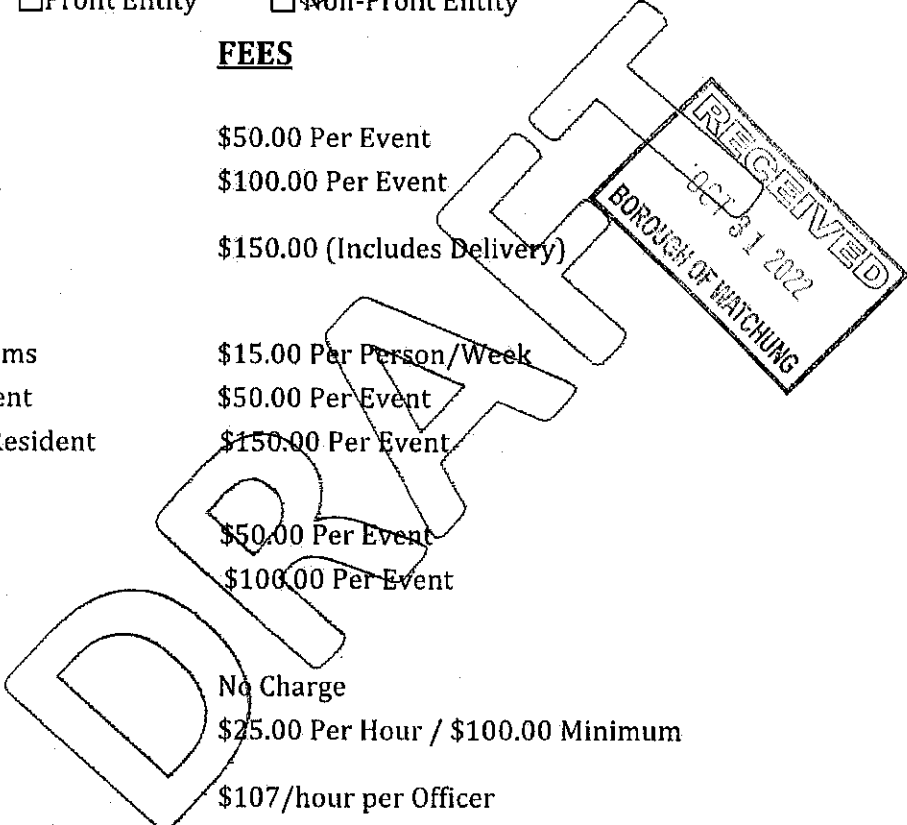 ☐Profit Entity ☐Non-Profit Entity
FEES
$50.00 Per Event
$100.00 Per Event
$150.00 (Includes Delivery)
ms $15.00 Per Person/Week
ent $50.00 Per Event
Resident $150.00 Per Event
$50.00 Per Event
$100.00 Per Event
No Charge
$25.00 Per Hour / $100.00 Minimum
$107/hour per Officer
DRAFT
RECEIVED
OCT 31 2022
BOROUGH OF WATCHUNG